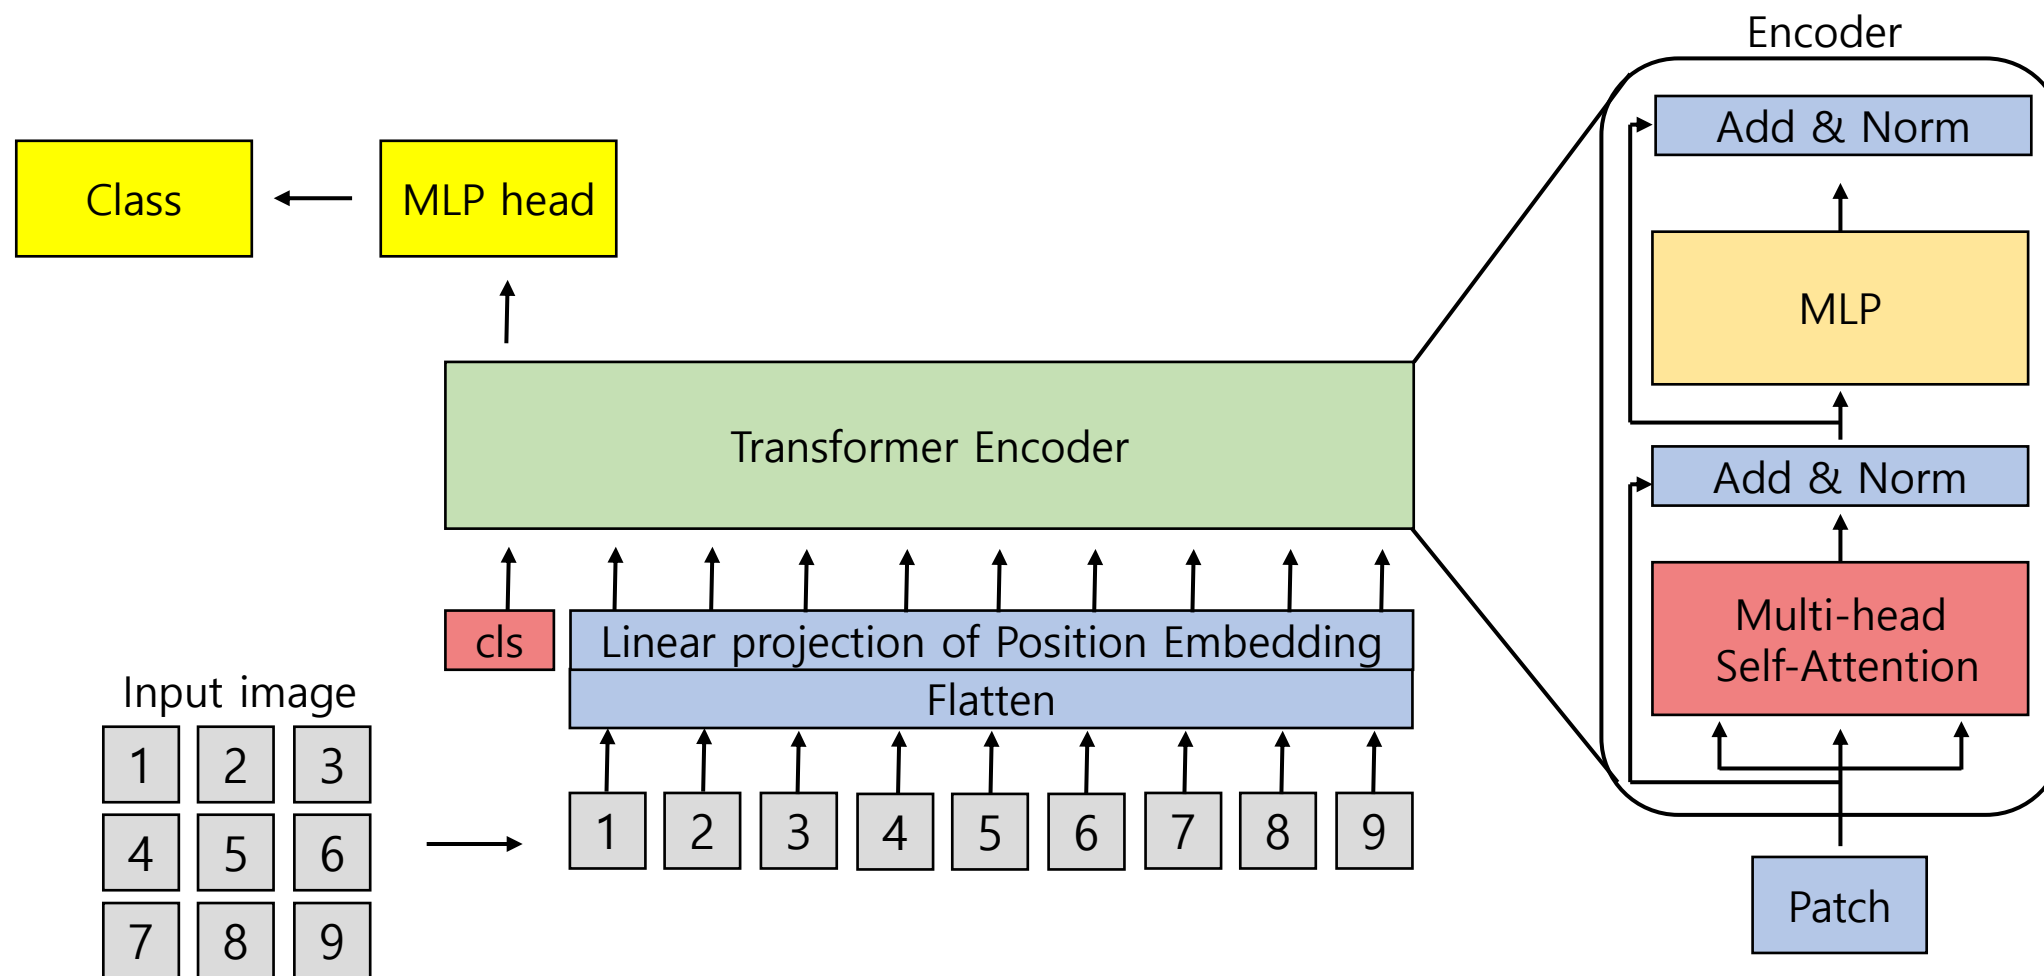 Encoder
Add & Norm
Class
MLP head
MLP
Transformer Encoder
Add & Norm
Multi-head
Self-Attention
cls
Linear projection of Position Embedding
Flatten
Input image
1 2 3
4 5 6
7 8 9
1 2 3 4 5 6 7 8 9
Patch